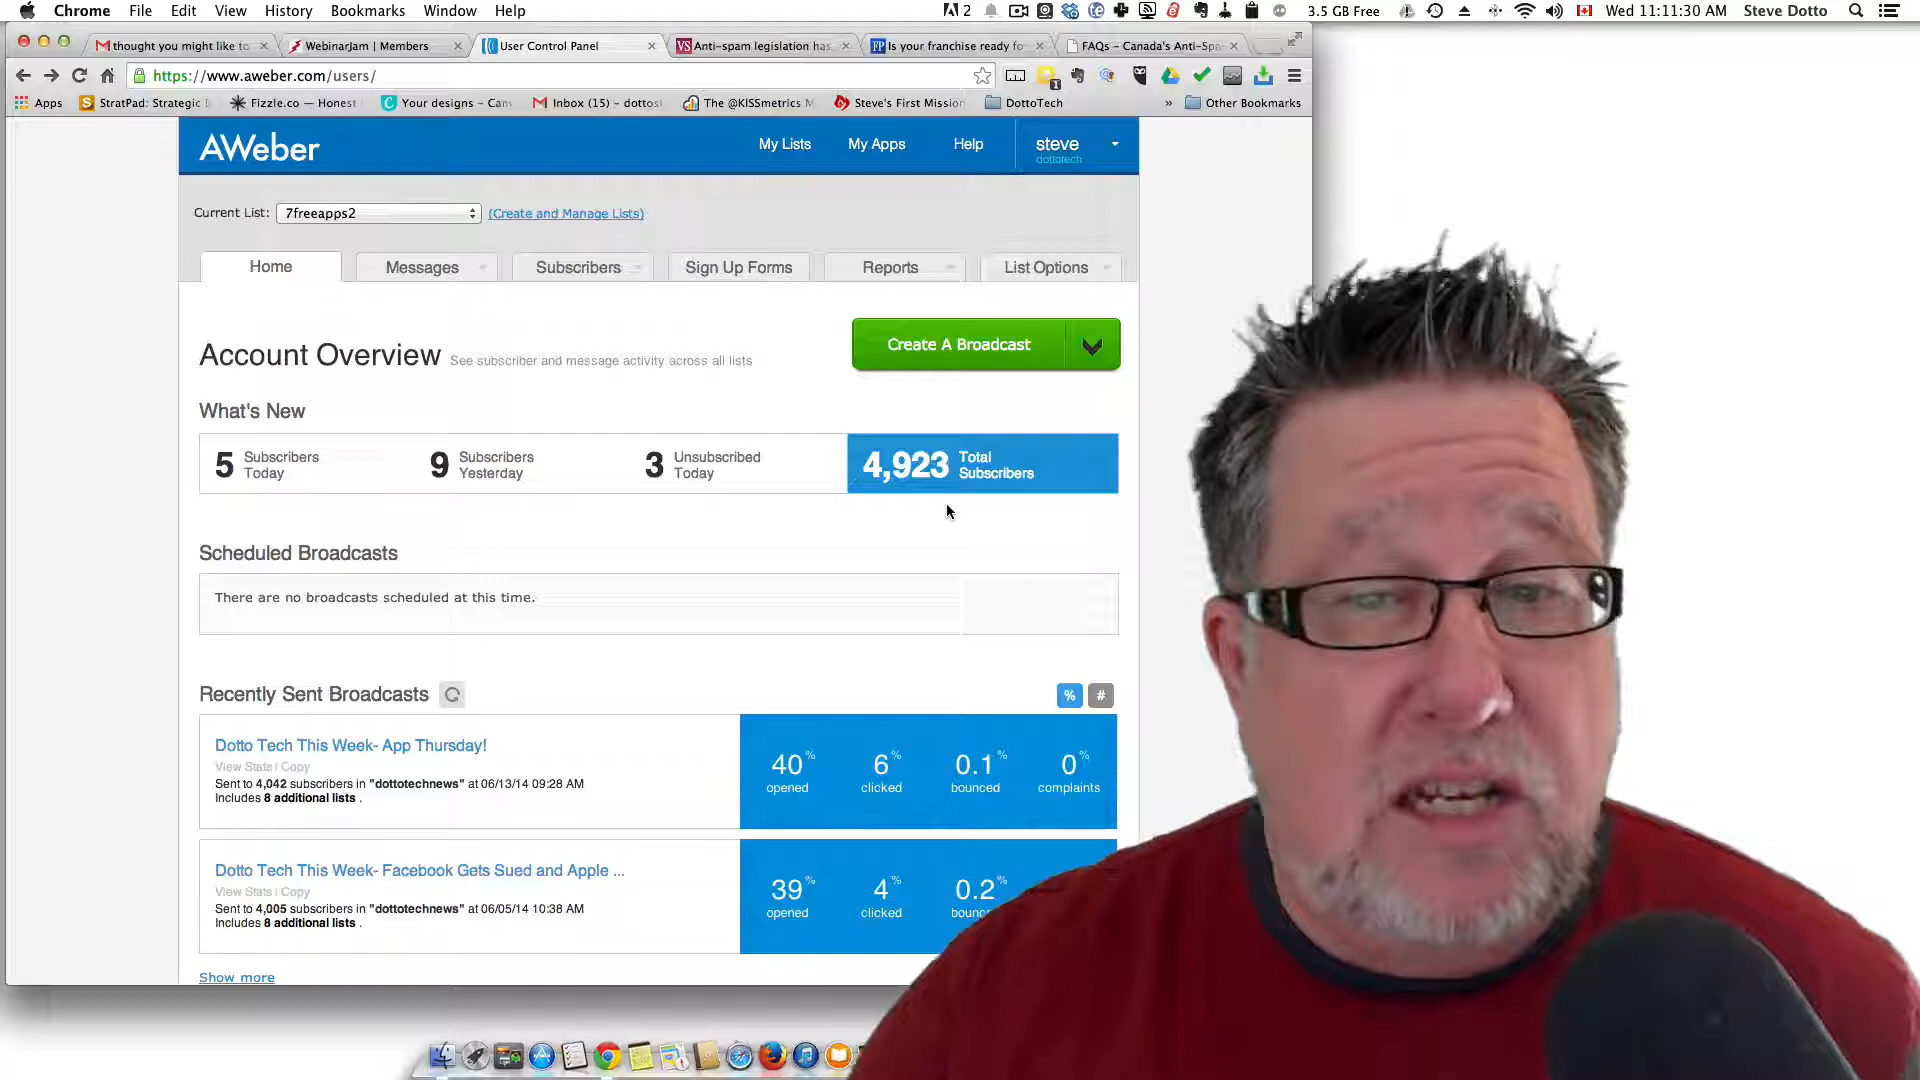 Chrome File Edit View History Bookmarks Window Help 2 3.5 GB Free Wed 11:11:30 AM Steve Dotto
thought you might like to WebinarJam | Members User Control Panel Anti-spam legislation has Is your franchise ready fo FAQs – Canada's Anti-Spa
https://www.aweber.com/users/
Apps StratPad: Strategic Fizzle.co — Honest Your designs – Can Inbox (15) – dottos The @KISSmetrics M Steve's First Mission DottoTech » Other Bookmarks
AWeber My Lists My Apps Help steve
dottotech
Current List: 7freeapps2 (Create and Manage Lists)
Home Messages Subscribers Sign Up Forms Reports List Options
Create A Broadcast
Account Overview See subscriber and message activity across all lists
What's New
5 Subscribers Today 9 Subscribers Yesterday 3 Unsubscribed Today 4,923 Total Subscribers
Scheduled Broadcasts
There are no broadcasts scheduled at this time.
Recently Sent Broadcasts % #
Dotto Tech This Week- App Thursday!
View Stats | Copy
Sent to 4,042 subscribers in "dottotechnews" at 06/13/14 09:28 AM
Includes 8 additional lists .
40% 6% 0.1% 0%
opened clicked bounced complaints
Dotto Tech This Week- Facebook Gets Sued and Apple ...
View Stats | Copy
Sent to 4,005 subscribers in "dottotechnews" at 06/05/14 10:38 AM
Includes 8 additional lists .
39% 4% 0.2%
opened clicked bounc
Show more